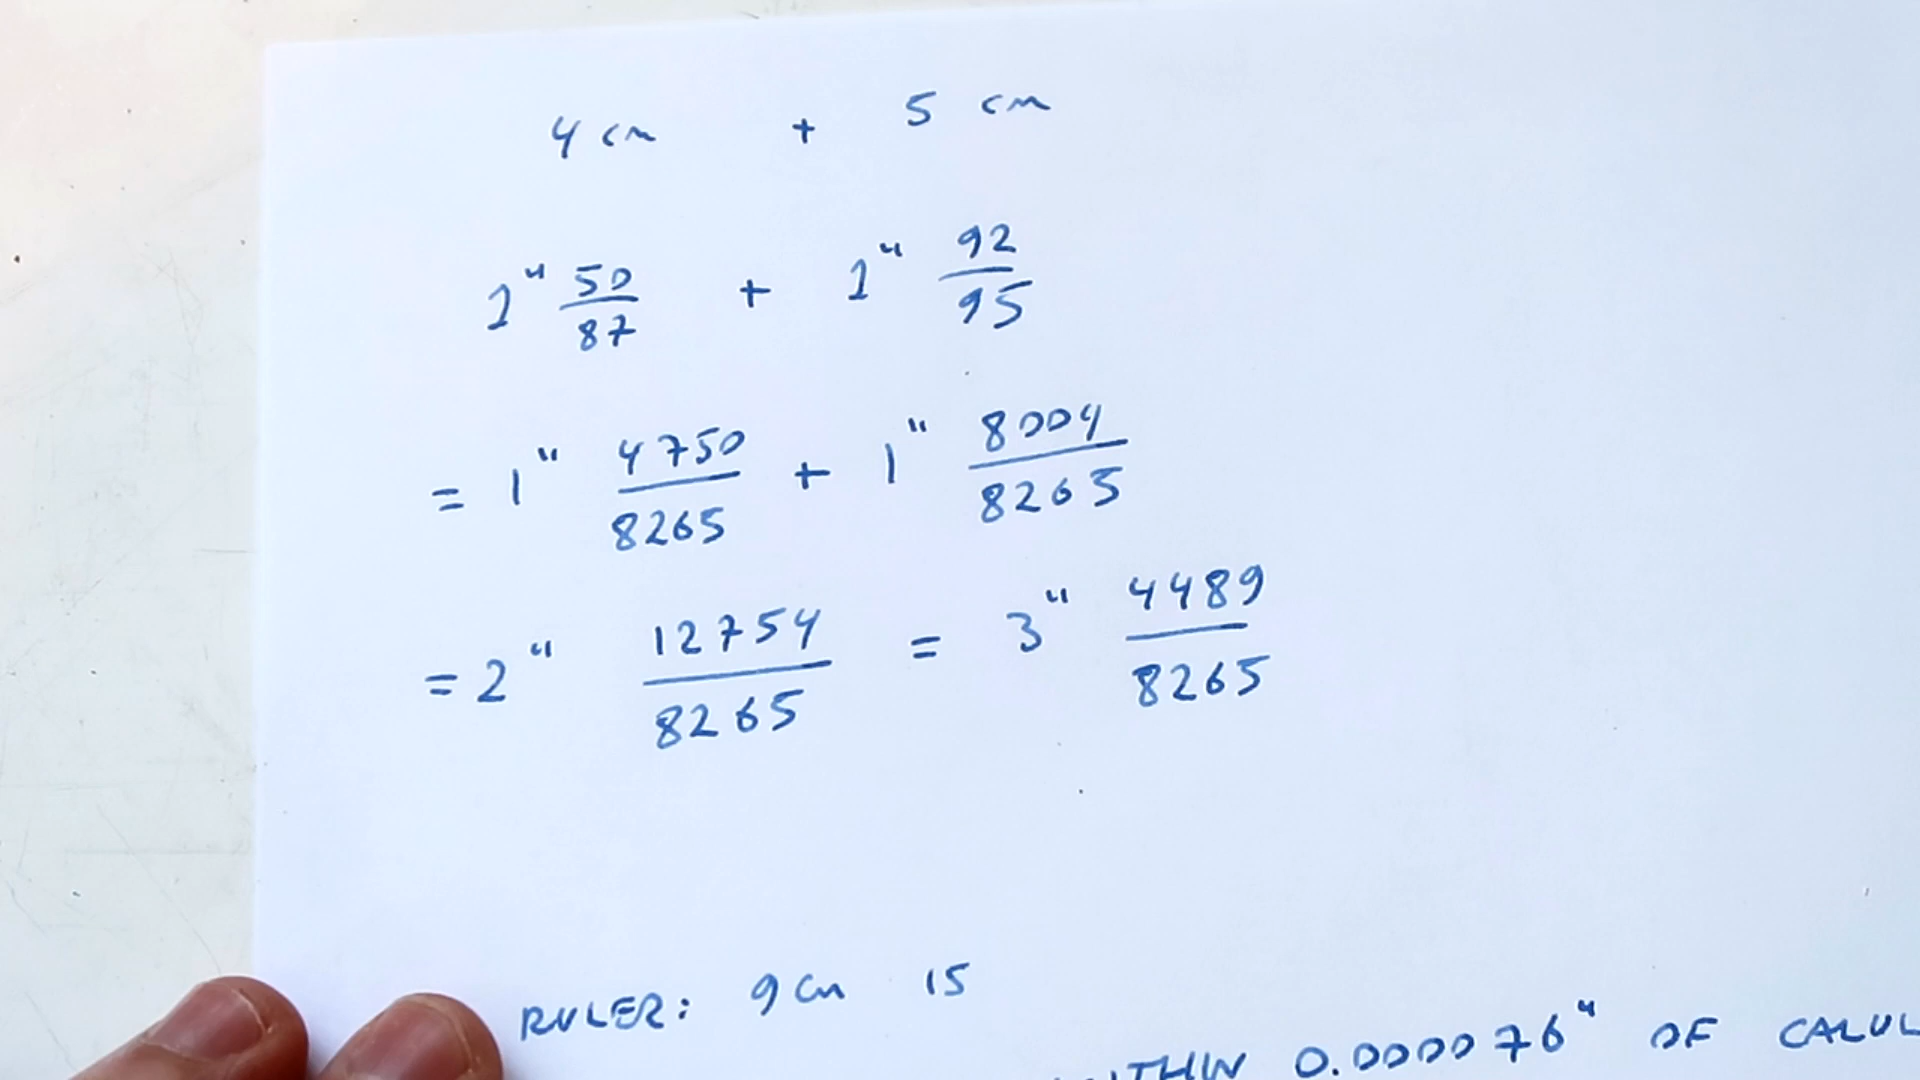 4 cm + 5 cm
1" 50/87 + 1" 92/95
= 1" 4750/8265 + 1" 8004/8265
= 2" 12754/8265 = 3" 4489/8265
RULER: 9 cm 15
0.000076" OF